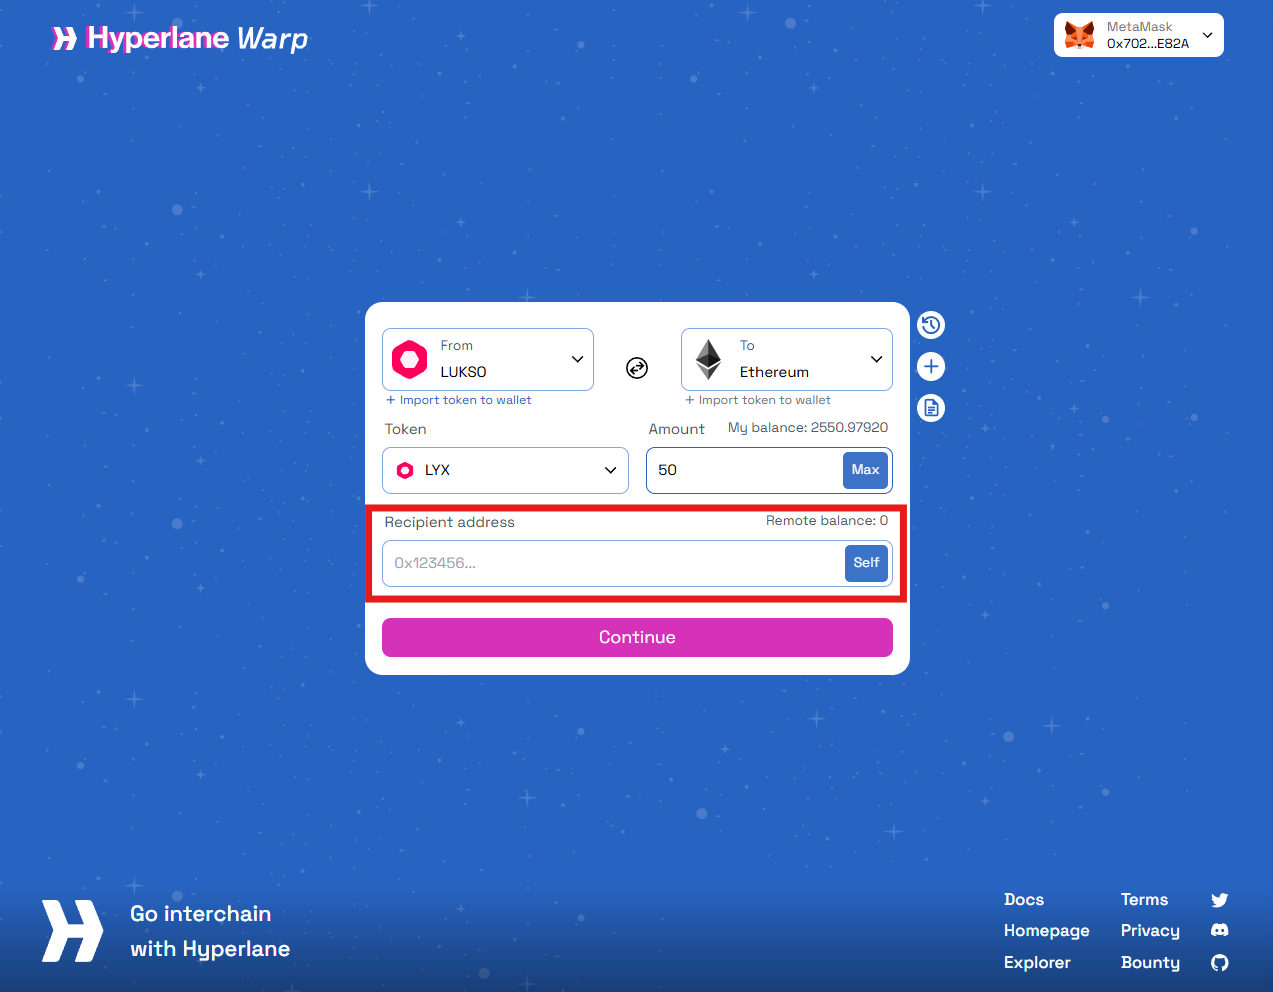 Hyperlane Warp
MetaMask
0x702...E82A
From
LUKSO
To
Ethereum
+ Import token to wallet
+ Import token to wallet
Token
Amount
My balance: 2550.97920
LYX
50
Max
Recipient address
Remote balance: 0
0x123456...
Self
Continue
Go interchain
with Hyperlane
Docs
Terms
Homepage
Privacy
Explorer
Bounty